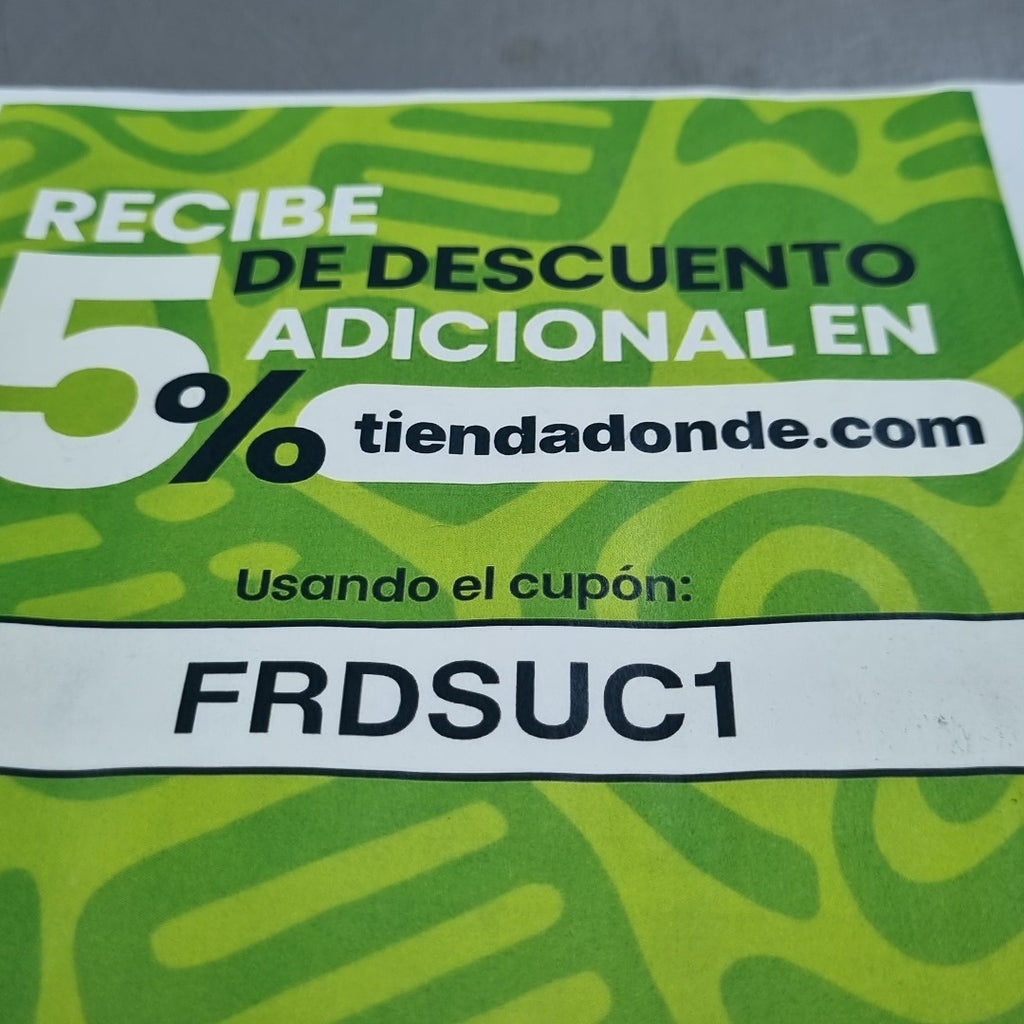 RECIBE
5% DE DESCUENTO
ADICIONAL EN
tiendadonde.com
Usando el cupón:
FRDSUC1